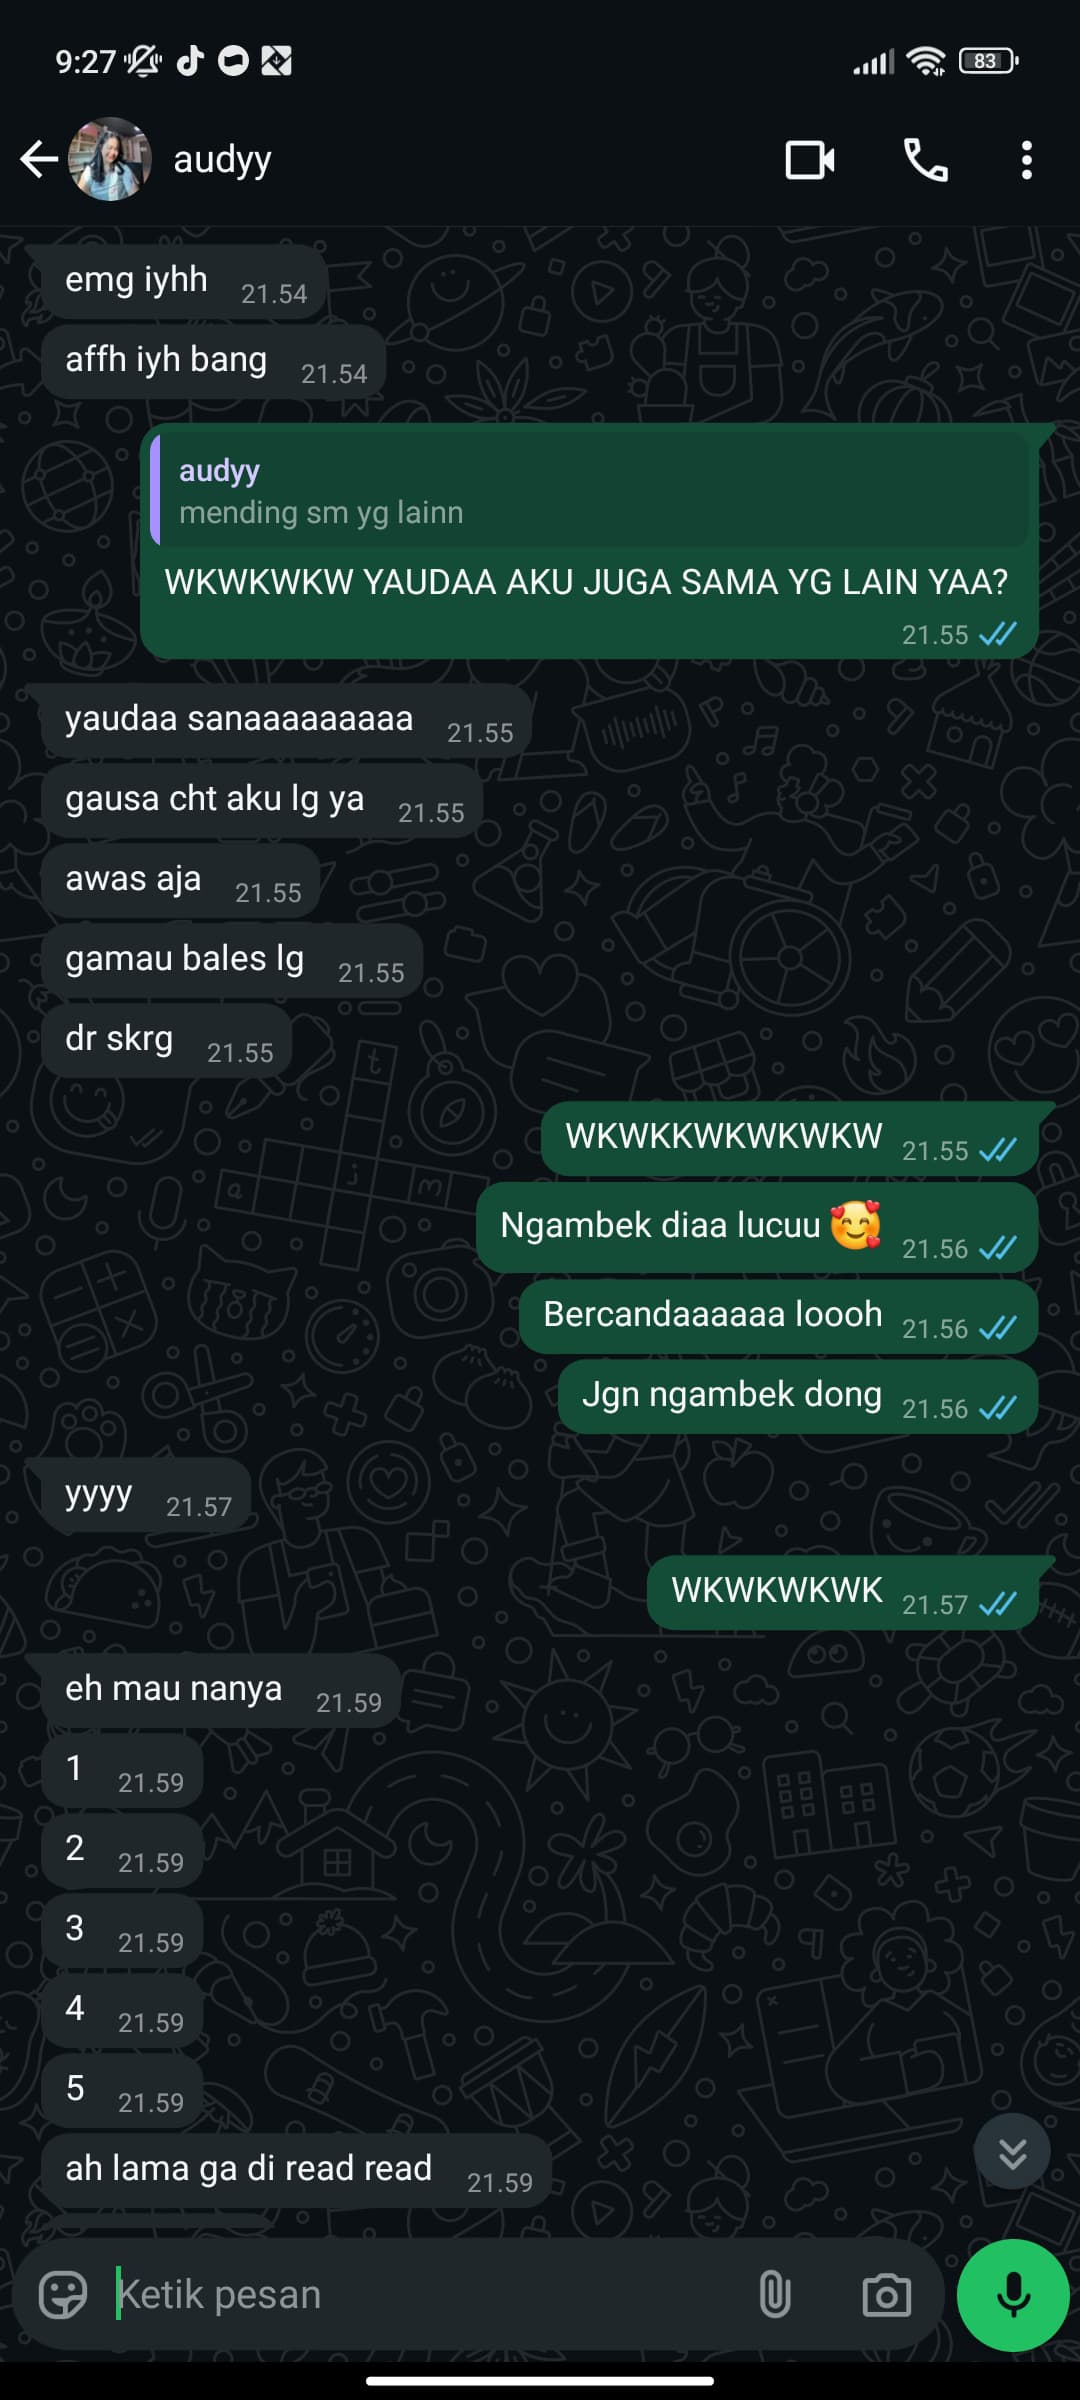 9:27
83
audyy
emg iyhh 21.54
affh iyh bang 21.54
audyy
mending sm yg lainn
WKWKWKW YAUDAA AKU JUGA SAMA YG LAIN YAA?
21.55
yaudaa sanaaaaaaaaa 21.55
gausa cht aku lg ya 21.55
awas aja 21.55
gamau bales lg 21.55
dr skrg 21.55
WKWKKWKWKWKW 21.55
Ngambek diaa lucuu 🥰 21.56
Bercandaaaaaa loooh 21.56
Jgn ngambek dong 21.56
yyyy 21.57
WKWKWKWK 21.57
eh mau nanya 21.59
1 21.59
2 21.59
3 21.59
4 21.59
5 21.59
ah lama ga di read read 21.59
Ketik pesan